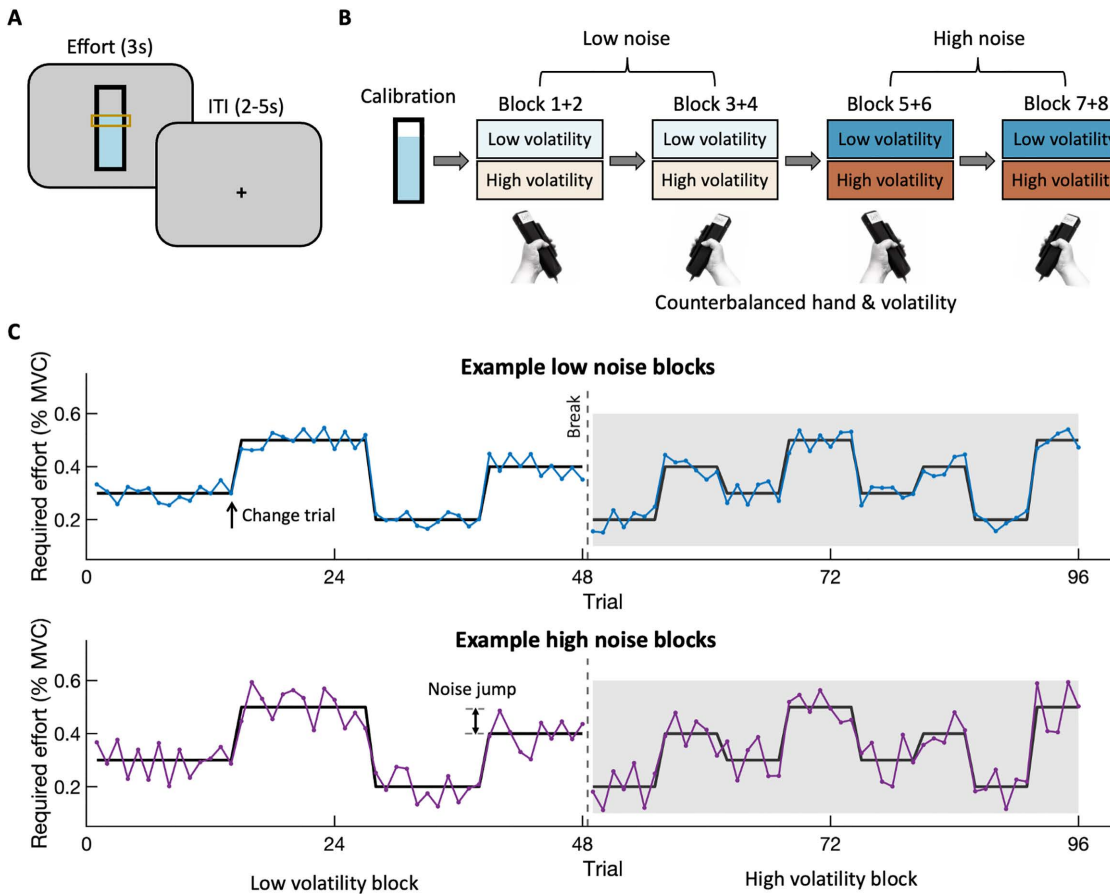 A
Effort (3s)
ITI (2-5s)
+
B
Low noise
High noise
Calibration
Block 1+2
Block 3+4
Block 5+6
Block 7+8
Low volatility
Low volatility
Low volatility
Low volatility
High volatility
High volatility
High volatility
High volatility
Counterbalanced hand & volatility
C
Example low noise blocks
Required effort (% MVC)
0.6
0.4
0.2
Change trial
Break
0
24
48
72
96
Trial
Example high noise blocks
Required effort (% MVC)
0.6
0.4
0.2
Noise jump
0
24
48
72
96
Trial
Low volatility block
High volatility block